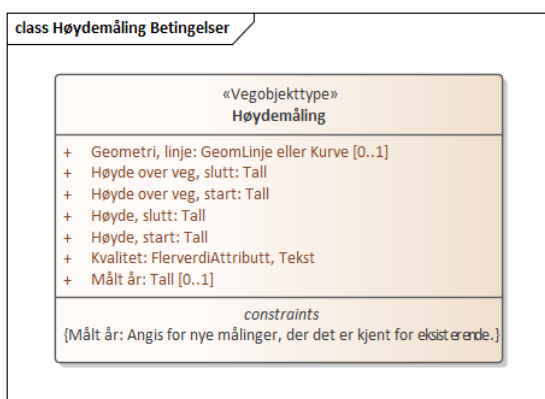 class Høydemåling Betingelser
«Vegobjekttype»
Høydemåling
+ Geometri, linje: GeomLinje eller Kurve [0..1]
+ Høyde over veg, slutt: Tall
+ Høyde over veg, start: Tall
+ Høyde, slutt: Tall
+ Høyde, start: Tall
+ Kvalitet: FlerverdiAttributt, Tekst
+ Målt år: Tall [0..1]
constraints
{Målt år: Angis for nye målinger, der det er kjent for eksisterende.}